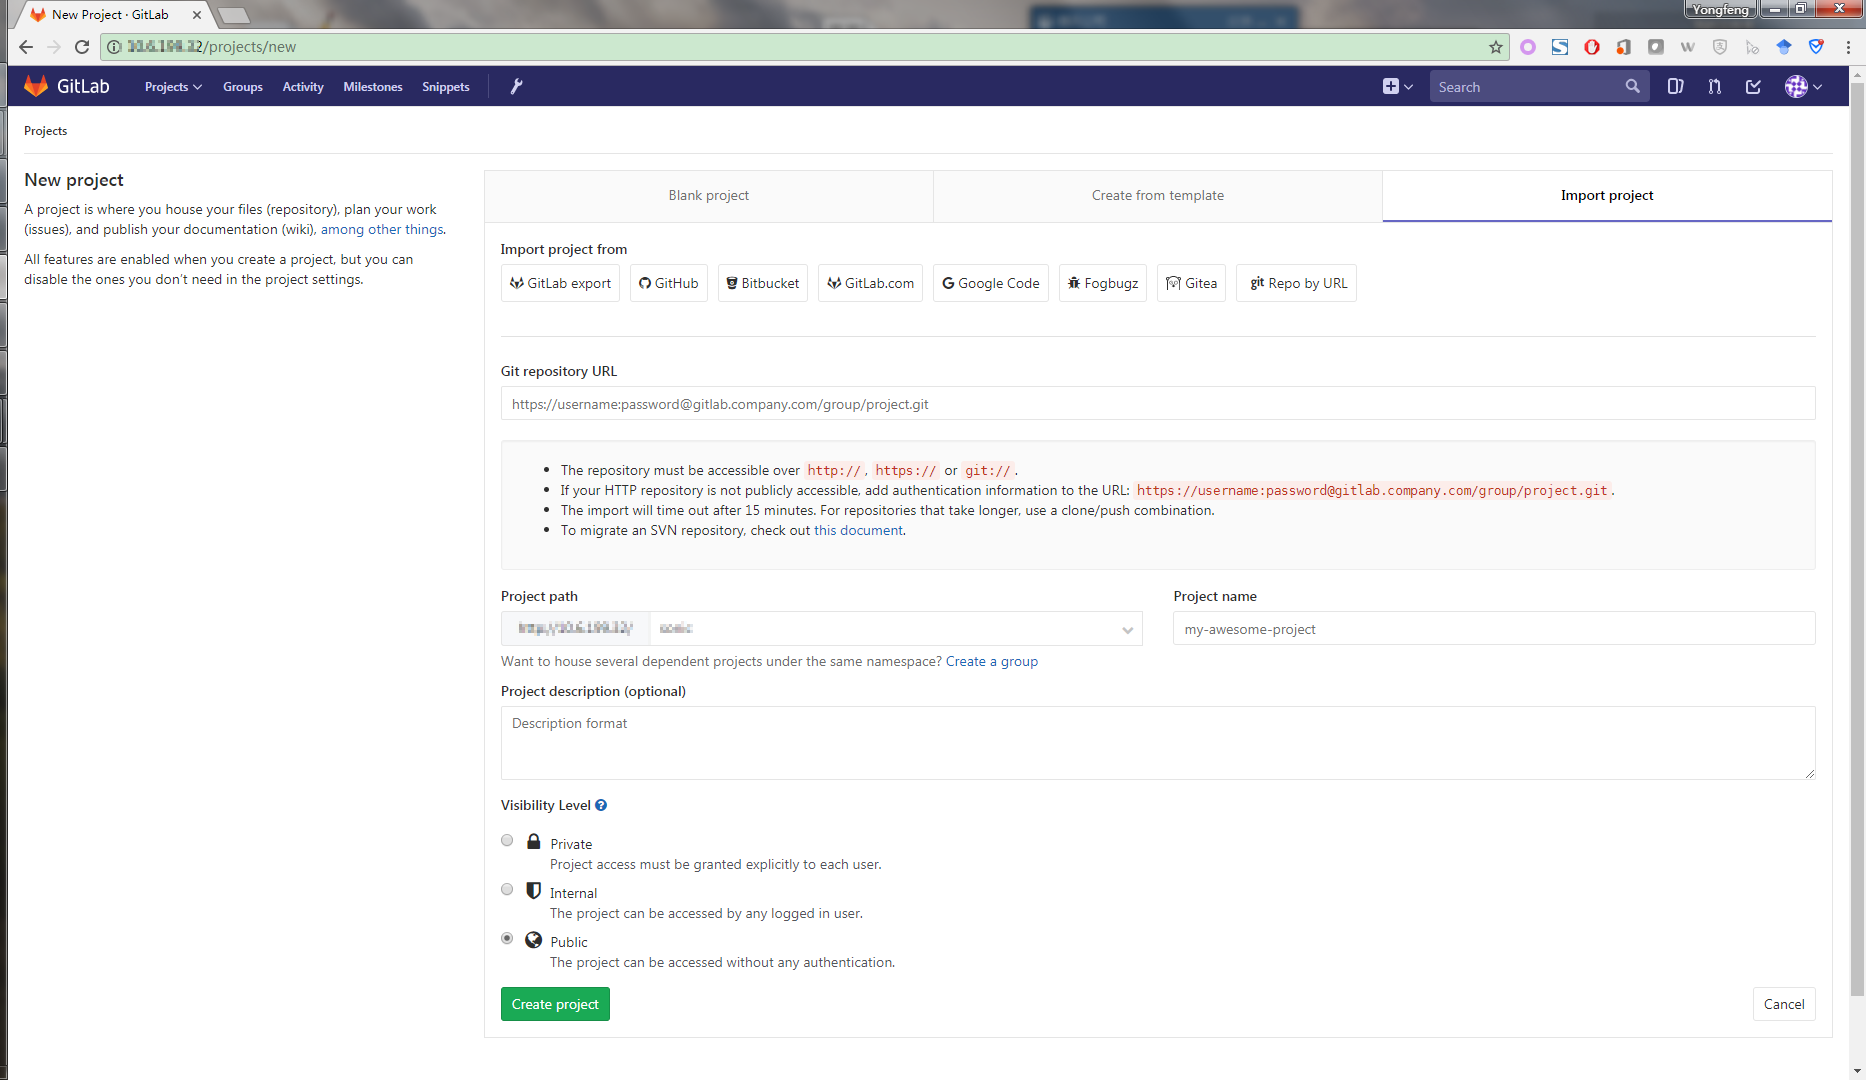 New Project · GitLab
Yongfeng
/projects/new
GitLab
Projects
Groups
Activity
Milestones
Snippets
Search
Projects
New project
A project is where you house your files (repository), plan your work
(issues), and publish your documentation (wiki), among other things.
All features are enabled when you create a project, but you can
disable the ones you don’t need in the project settings.
Blank project
Create from template
Import project
Import project from
GitLab export
GitHub
Bitbucket
GitLab.com
Google Code
Fogbugz
Gitea
git Repo by URL
Git repository URL
https://username:password@gitlab.company.com/group/project.git
The repository must be accessible over http://, https:// or git://.
If your HTTP repository is not publicly accessible, add authentication information to the URL: https://username:password@gitlab.company.com/group/project.git.
The import will time out after 15 minutes. For repositories that take longer, use a clone/push combination.
To migrate an SVN repository, check out this document.
Project path
Project name
my-awesome-project
Want to house several dependent projects under the same namespace? Create a group
Project description (optional)
Description format
Visibility Level
Private
Project access must be granted explicitly to each user.
Internal
The project can be accessed by any logged in user.
Public
The project can be accessed without any authentication.
Create project
Cancel